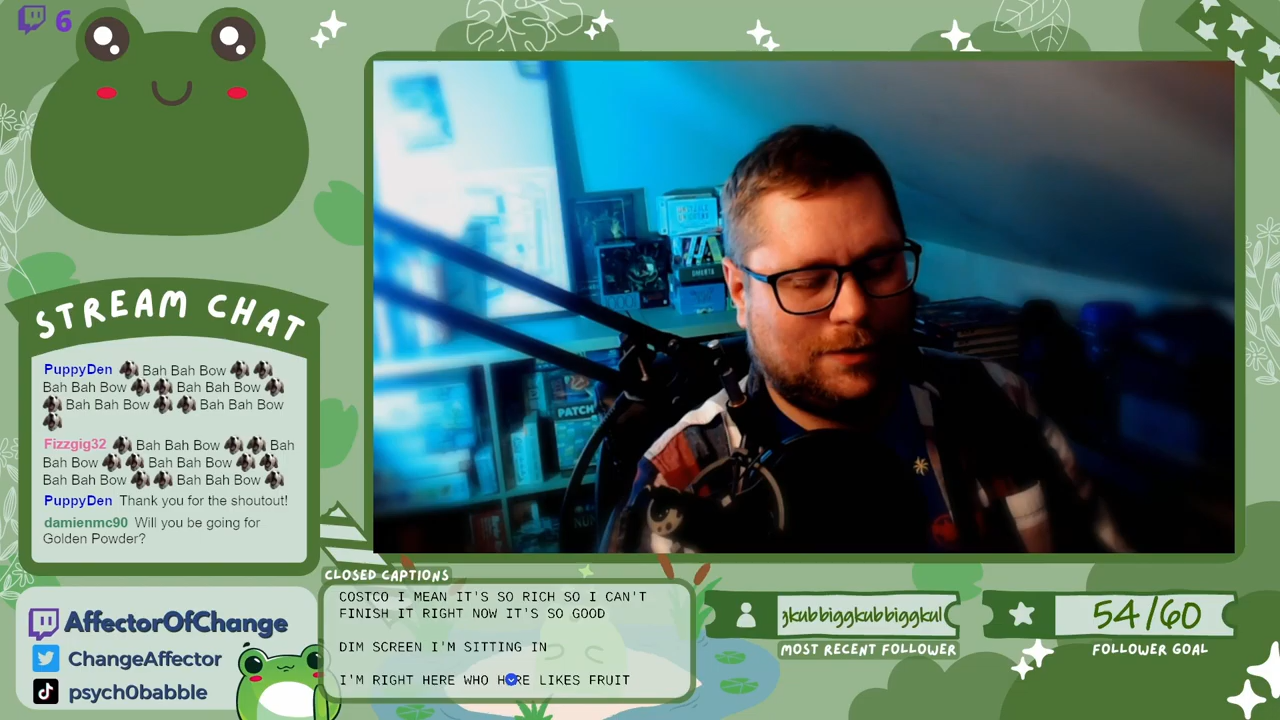 6
STREAM CHAT
PuppyDen Bah Bah Bow
Bah Bah Bow Bah Bah Bow
Bah Bah Bow Bah Bah Bow
Fizzgig32 Bah Bah Bow Bah
Bah Bow Bah Bah Bow
Bah Bah Bow Bah Bah Bow
PuppyDen Thank you for the shoutout!
damienmc90 Will you be going for
Golden Powder?
AffectorOfChange
ChangeAffector
psych0babble
CLOSED CAPTIONS
COSTCO I MEAN IT'S SO RICH SO I CAN'T
FINISH IT RIGHT NOW IT'S SO GOOD
DIM SCREEN I'M SITTING IN
I'M RIGHT HERE WHO HERE LIKES FRUIT
gkubbiggkubbiggkul
MOST RECENT FOLLOWER
54/60
FOLLOWER GOAL
PATCH